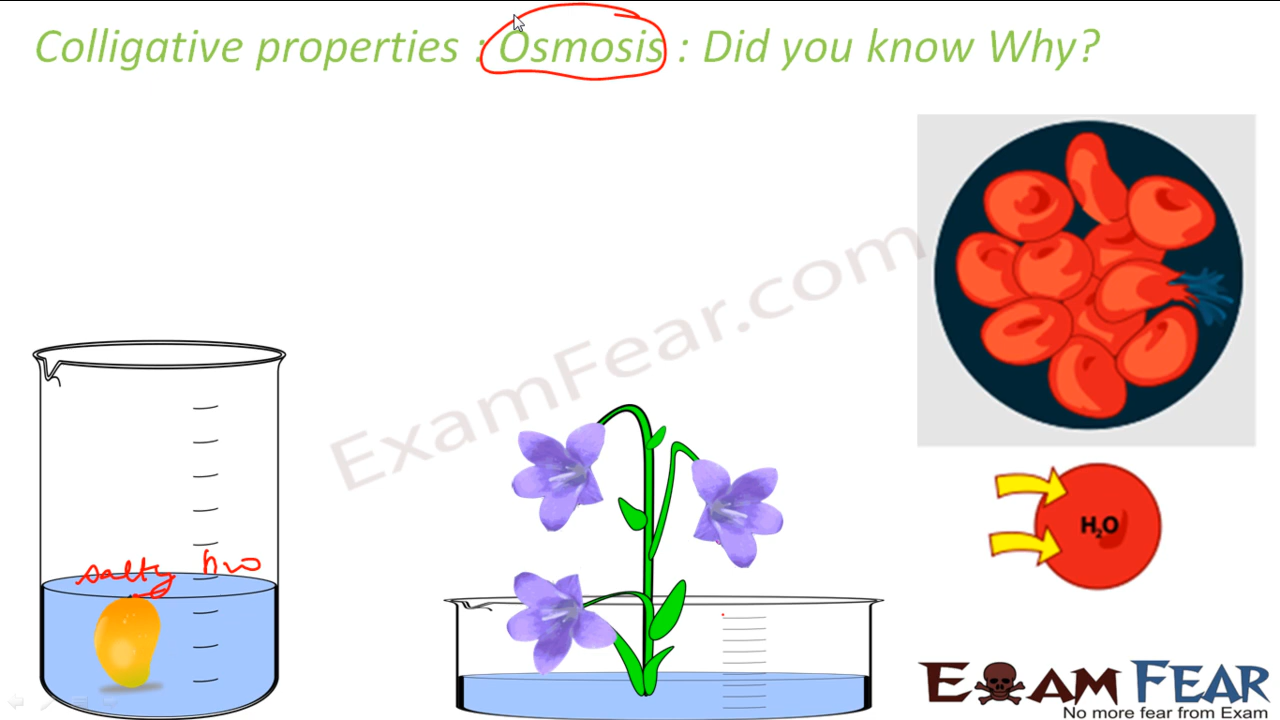 Colligative properties : Osmosis : Did you know Why?
ExamFear.com
salty
H₂O
EXAM FEAR
No more fear from Exam